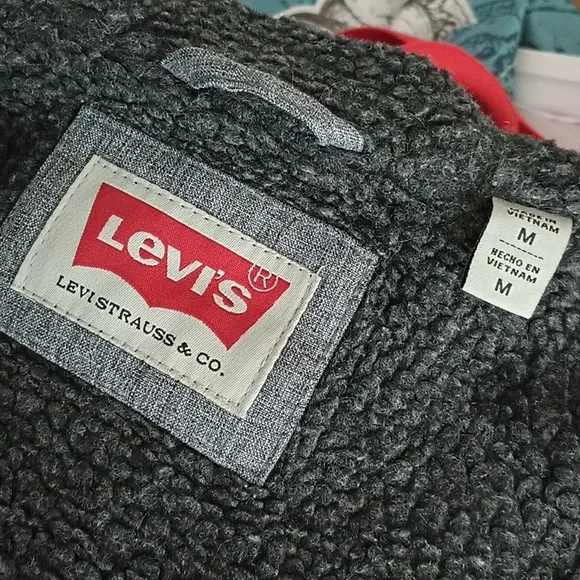 Levi's®
LEVI STRAUSS & CO.
MADE IN
VIETNAM
M
HECHO EN
VIETNAM
M